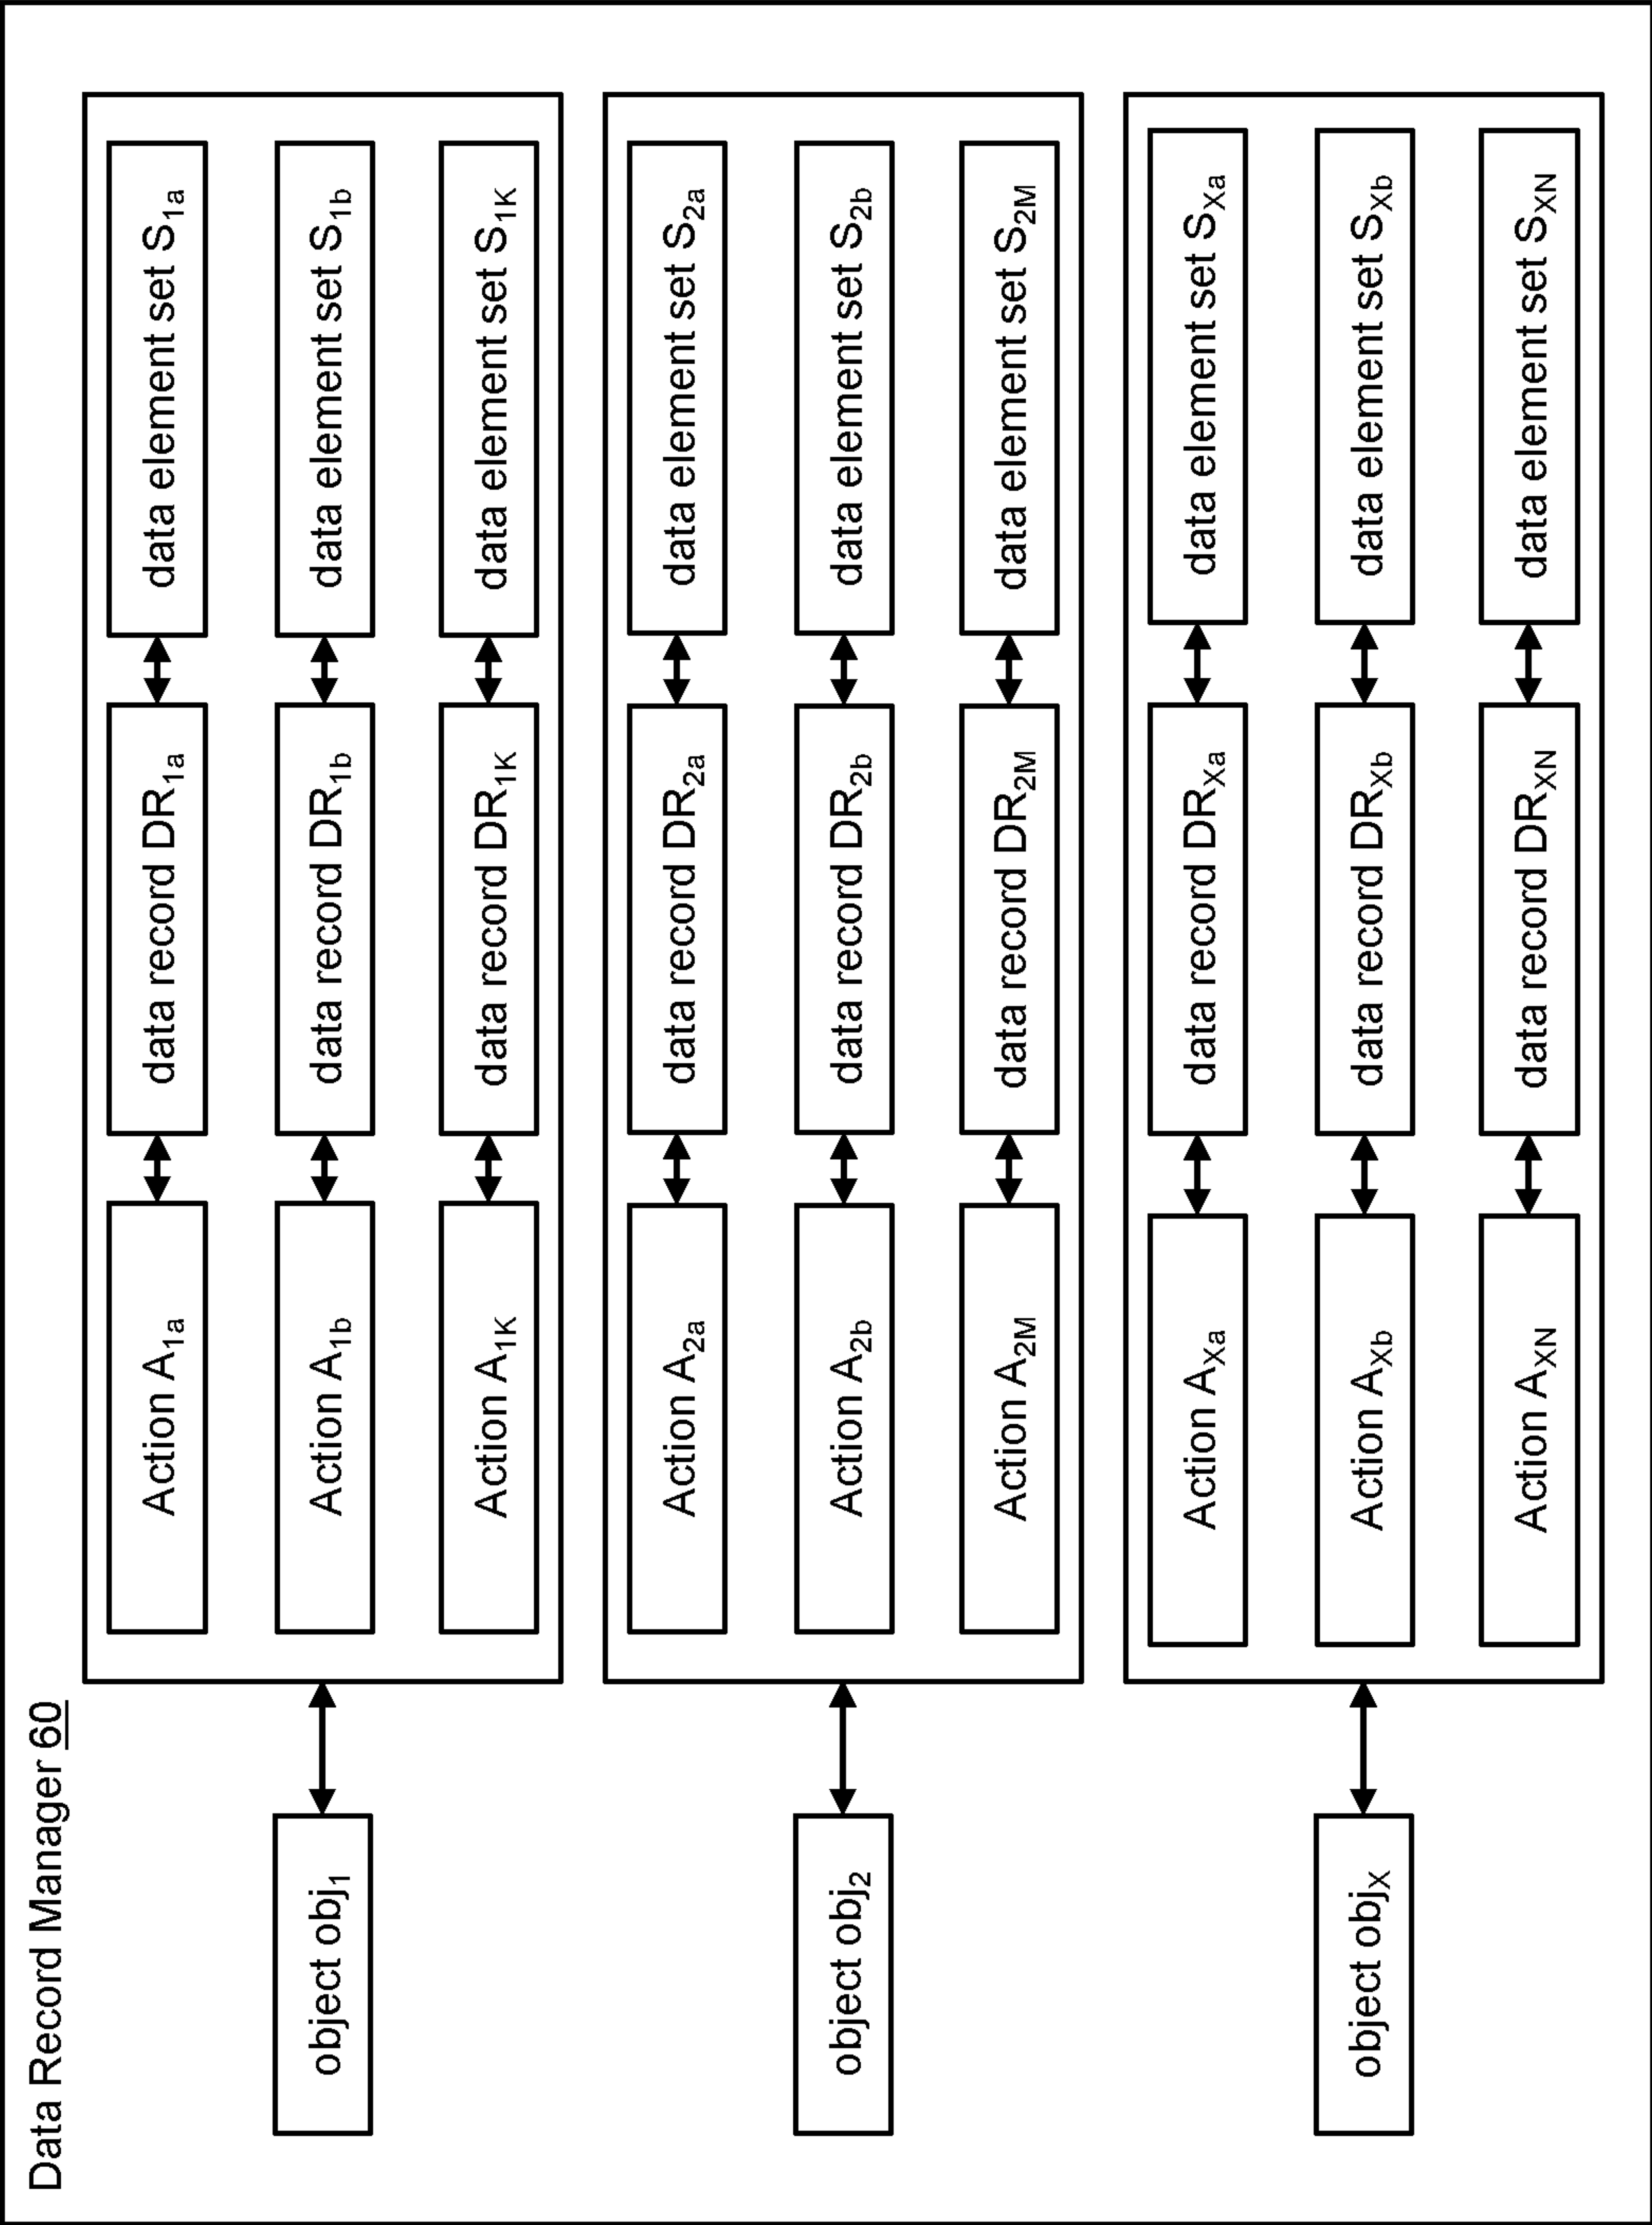 Data Record Manager 60
object obj₁
Action A₁ₐ
data record DR₁ₐ
data element set S₁ₐ
Action A₁b
data record DR₁b
data element set S₁b
Action A₁K
data record DR₁K
data element set S₁K
object obj₂
Action A₂ₐ
data record DR₂ₐ
data element set S₂ₐ
Action A₂b
data record DR₂b
data element set S₂b
Action A₂M
data record DR₂M
data element set S₂M
object objX
Action AXa
data record DRXa
data element set SXa
Action AXb
data record DRXb
data element set SXb
Action AXN
data record DRXN
data element set SXN